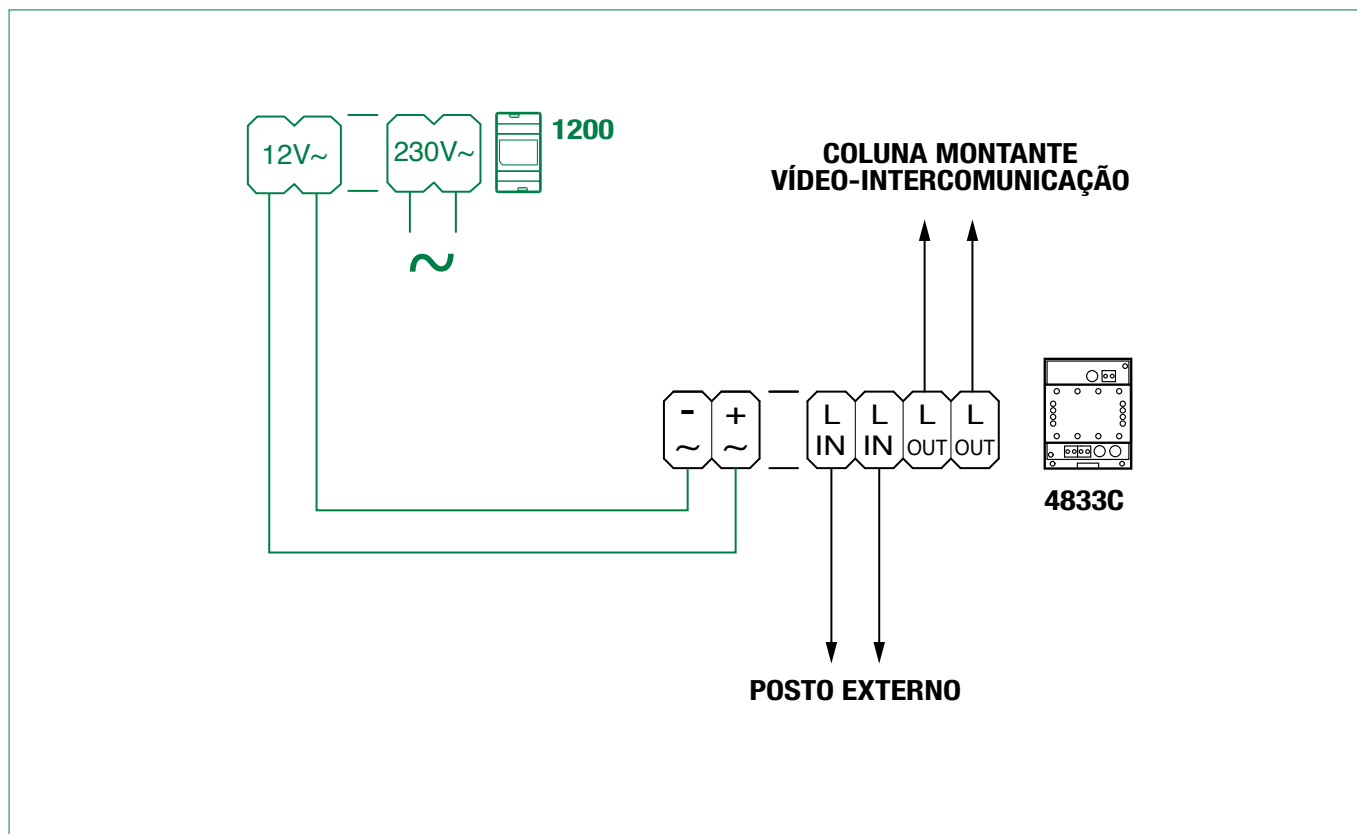 12V~ 230V~ 1200
~
COLUNA MONTANTE
VÍDEO-INTERCOMUNICAÇÃO
- + L L L L
~ ~ IN IN OUT OUT
4833C
POSTO EXTERNO